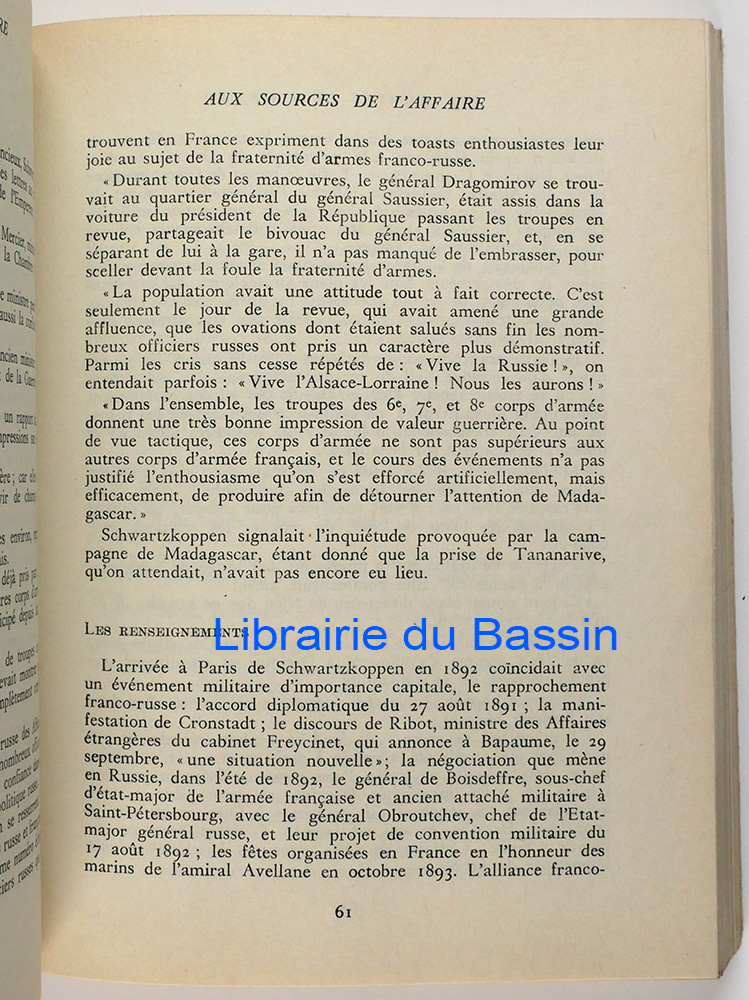 AUX SOURCES DE L'AFFAIRE
trouvent en France expriment dans des toasts enthousiastes leur
joie au sujet de la fraternité d'armes franco-russe.
« Durant toutes les manœuvres, le général Dragomirov se trou-
vait au quartier général du général Saussier, était assis dans la
voiture du président de la République passant les troupes en
revue, partageait le bivouac du général Saussier, et, en se
séparant de lui à la gare, il n'a pas manqué de l'embrasser, pour
sceller devant la foule la fraternité d'armes.
« La population avait une attitude tout à fait correcte. C'est
seulement le jour de la revue, qui avait amené une grande
affluence, que les ovations dont étaient salués sans fin les nom-
breux officiers russes ont pris un caractère plus démonstratif.
Parmi les cris sans cesse répétés de : « Vive la Russie ! », on
entendait parfois : « Vive l'Alsace-Lorraine ! Nous les aurons ! »
« Dans l'ensemble, les troupes des 6e, 7e, et 8e corps d'armée
donnent une très bonne impression de valeur guerrière. Au point
de vue tactique, ces corps d'armée ne sont pas supérieurs aux
autres corps d'armée français, et le cours des événements n'a pas
justifié l'enthousiasme qu'on s'est efforcé artificiellement, mais
efficacement, de produire afin de détourner l'attention de Mada-
gascar. »
Schwartzkoppen signalait l'inquiétude provoquée par la cam-
pagne de Madagascar, étant donné que la prise de Tananarive,
qu'on attendait, n'avait pas encore eu lieu.
LES RENSEIGNEMENTS
Librairie du Bassin
L'arrivée à Paris de Schwartzkoppen en 1892 coïncidait avec
un événement militaire d'importance capitale, le rapprochement
franco-russe : l'accord diplomatique du 27 août 1891 ; la mani-
festation de Cronstadt ; le discours de Ribot, ministre des Affaires
étrangères du cabinet Freycinet, qui annonce à Bapaume, le 29
septembre, « une situation nouvelle » ; la négociation que mène
en Russie, dans l'été de 1892, le général de Boisdeffre, sous-chef
d'état-major de l'armée française et ancien attaché militaire à
Saint-Pétersbourg, avec le général Obroutchev, chef de l'Etat-
major général russe, et leur projet de convention militaire du
17 août 1892 ; les fêtes organisées en France en l'honneur des
marins de l'amiral Avellane en octobre 1893. L'alliance franco-
61